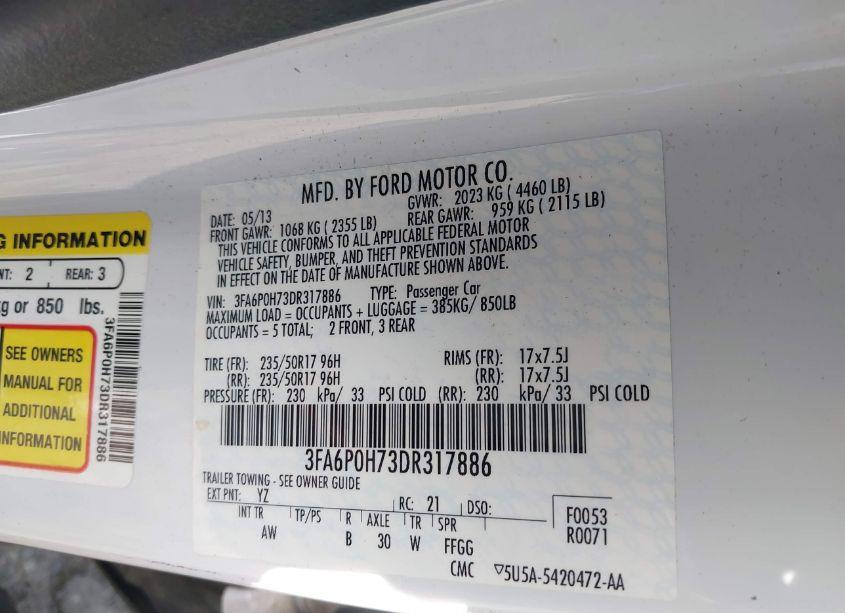 G INFORMATION
NT: 2 REAR: 3
kg or 850 lbs.
SEE OWNERS
MANUAL FOR
ADDITIONAL
INFORMATION
3FA6P0H73DR317886
MFD. BY FORD MOTOR CO.
DATE: 05/13 GVWR: 2023 KG ( 4460 LB)
FRONT GAWR: 1068 KG ( 2355 LB) REAR GAWR: 959 KG ( 2115 LB)
THIS VEHICLE CONFORMS TO ALL APPLICABLE FEDERAL MOTOR
VEHICLE SAFETY, BUMPER, AND THEFT PREVENTION STANDARDS
IN EFFECT ON THE DATE OF MANUFACTURE SHOWN ABOVE.
VIN: 3FA6P0H73DR317886 TYPE: Passenger Car
MAXIMUM LOAD = OCCUPANTS + LUGGAGE = 385KG/ 850LB
OCCUPANTS = 5 TOTAL; 2 FRONT, 3 REAR
TIRE (FR): 235/50R17 96H RIMS (FR): 17x7.5J
(RR): 235/50R17 96H (RR): 17x7.5J
PRESSURE (FR): 230 kPa/ 33 PSI COLD (RR): 230 kPa/ 33 PSI COLD
3FA6P0H73DR317886
TRAILER TOWING - SEE OWNER GUIDE
EXT PNT: YZ RC: 21 DSO: F0053
INT TR TP/PS R AXLE TR SPR R0071
AW B 30 W FFGG
CMC ▽5U5A-5420472-AA